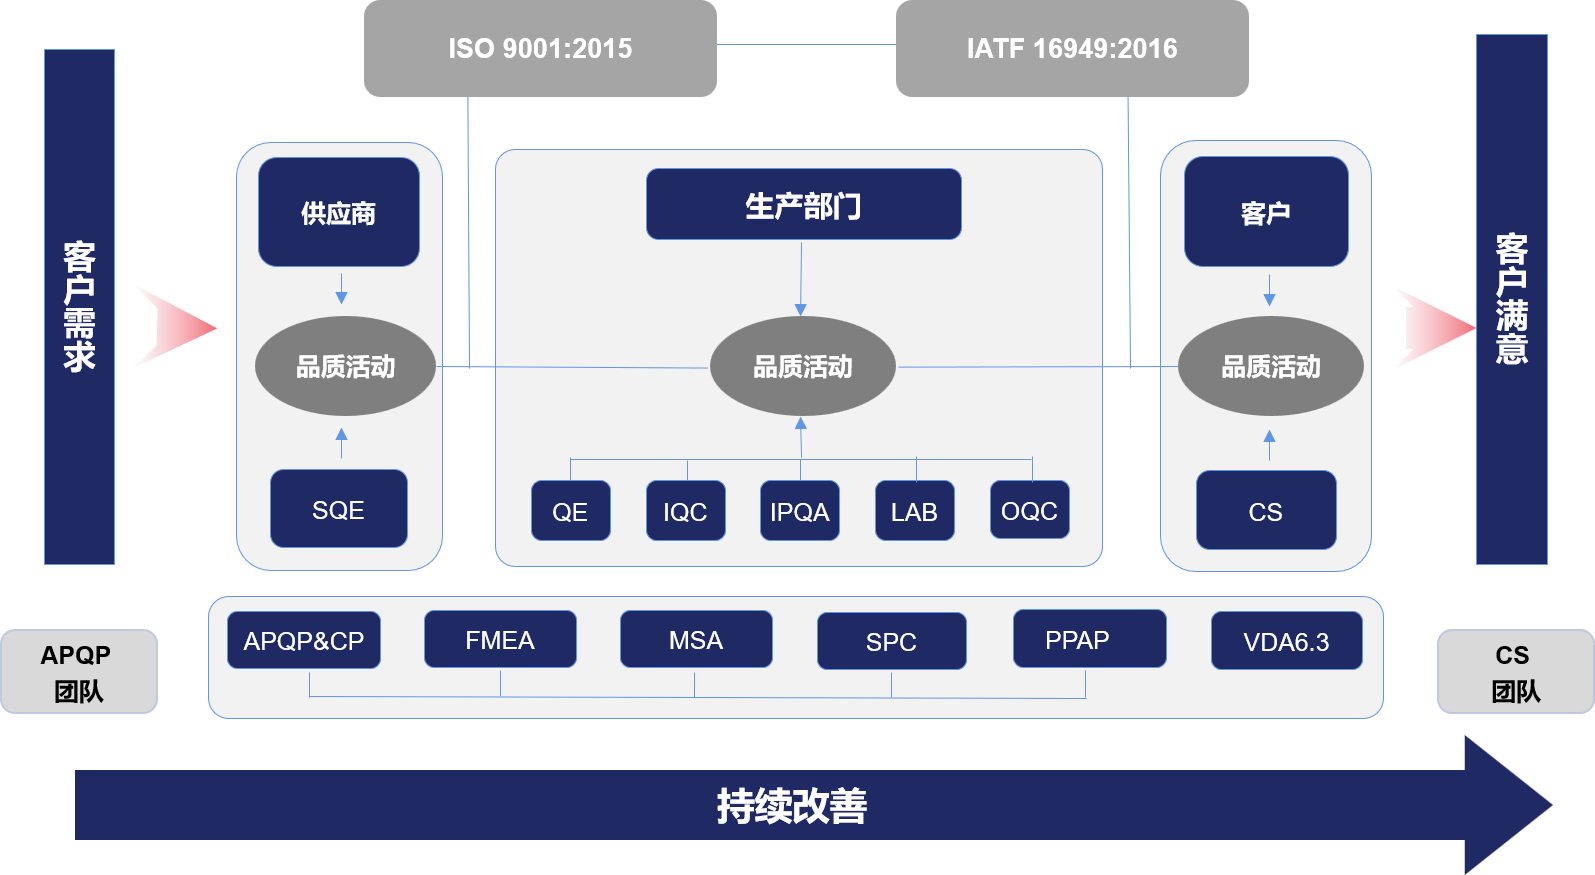 ISO 9001:2015
IATF 16949:2016
客户需求
供应商
品质活动
SQE
生产部门
品质活动
QE
IQC
IPQA
LAB
OQC
客户
品质活动
CS
客户满意
APQP
团队
APQP&CP
FMEA
MSA
SPC
PPAP
VDA6.3
CS
团队
持续改善